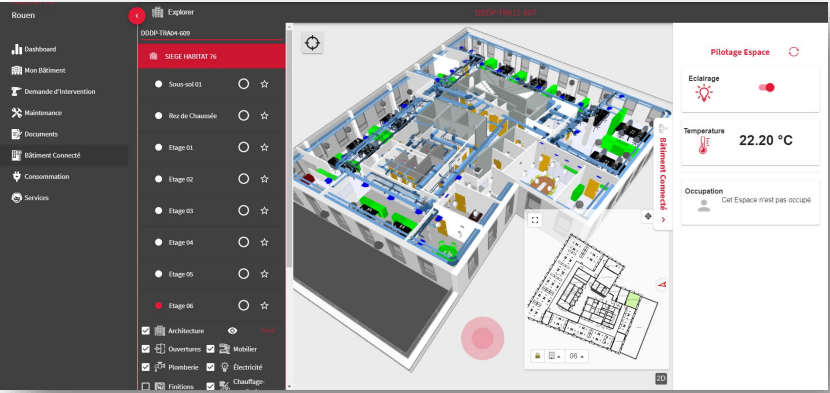 Rouen
Dashboard
Mon Bâtiment
Demande d'Intervention
Maintenance
Documents
Bâtiment Connecté
Consommation
Services
Explorer
DDDP-TRA04-609
SIEGE HABITAT 76
Sous-sol 01
Rez de Chaussée
Etage 01
Etage 02
Etage 03
Etage 04
Etage 05
Etage 06
Architecture
Ouvertures
Mobilier
Plomberie
Électricité
Finitions
Chauffage-
DDDP-TRA11-607
Bâtiment Connecté
06
2D
Pilotage Espace
Eclairage
Temperature
22.20 °C
Occupation
Cet Espace n'est pas occupé